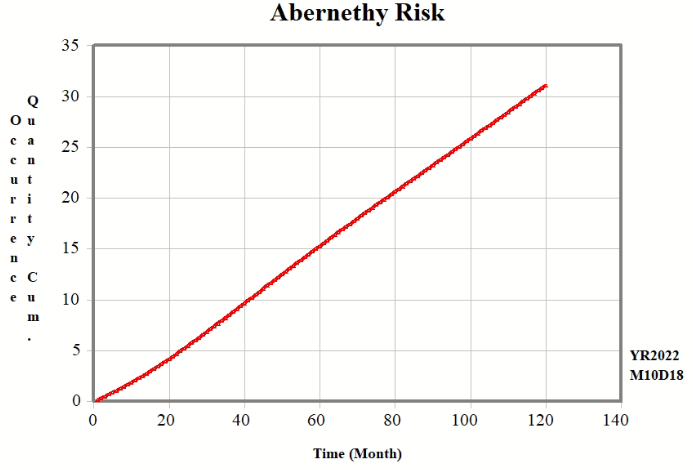 Abernethy Risk
Occurrence
Quantity Cum.
35
30
25
20
15
10
5
0
0 20 40 60 80 100 120 140
YR2022
M10D18
Time (Month)